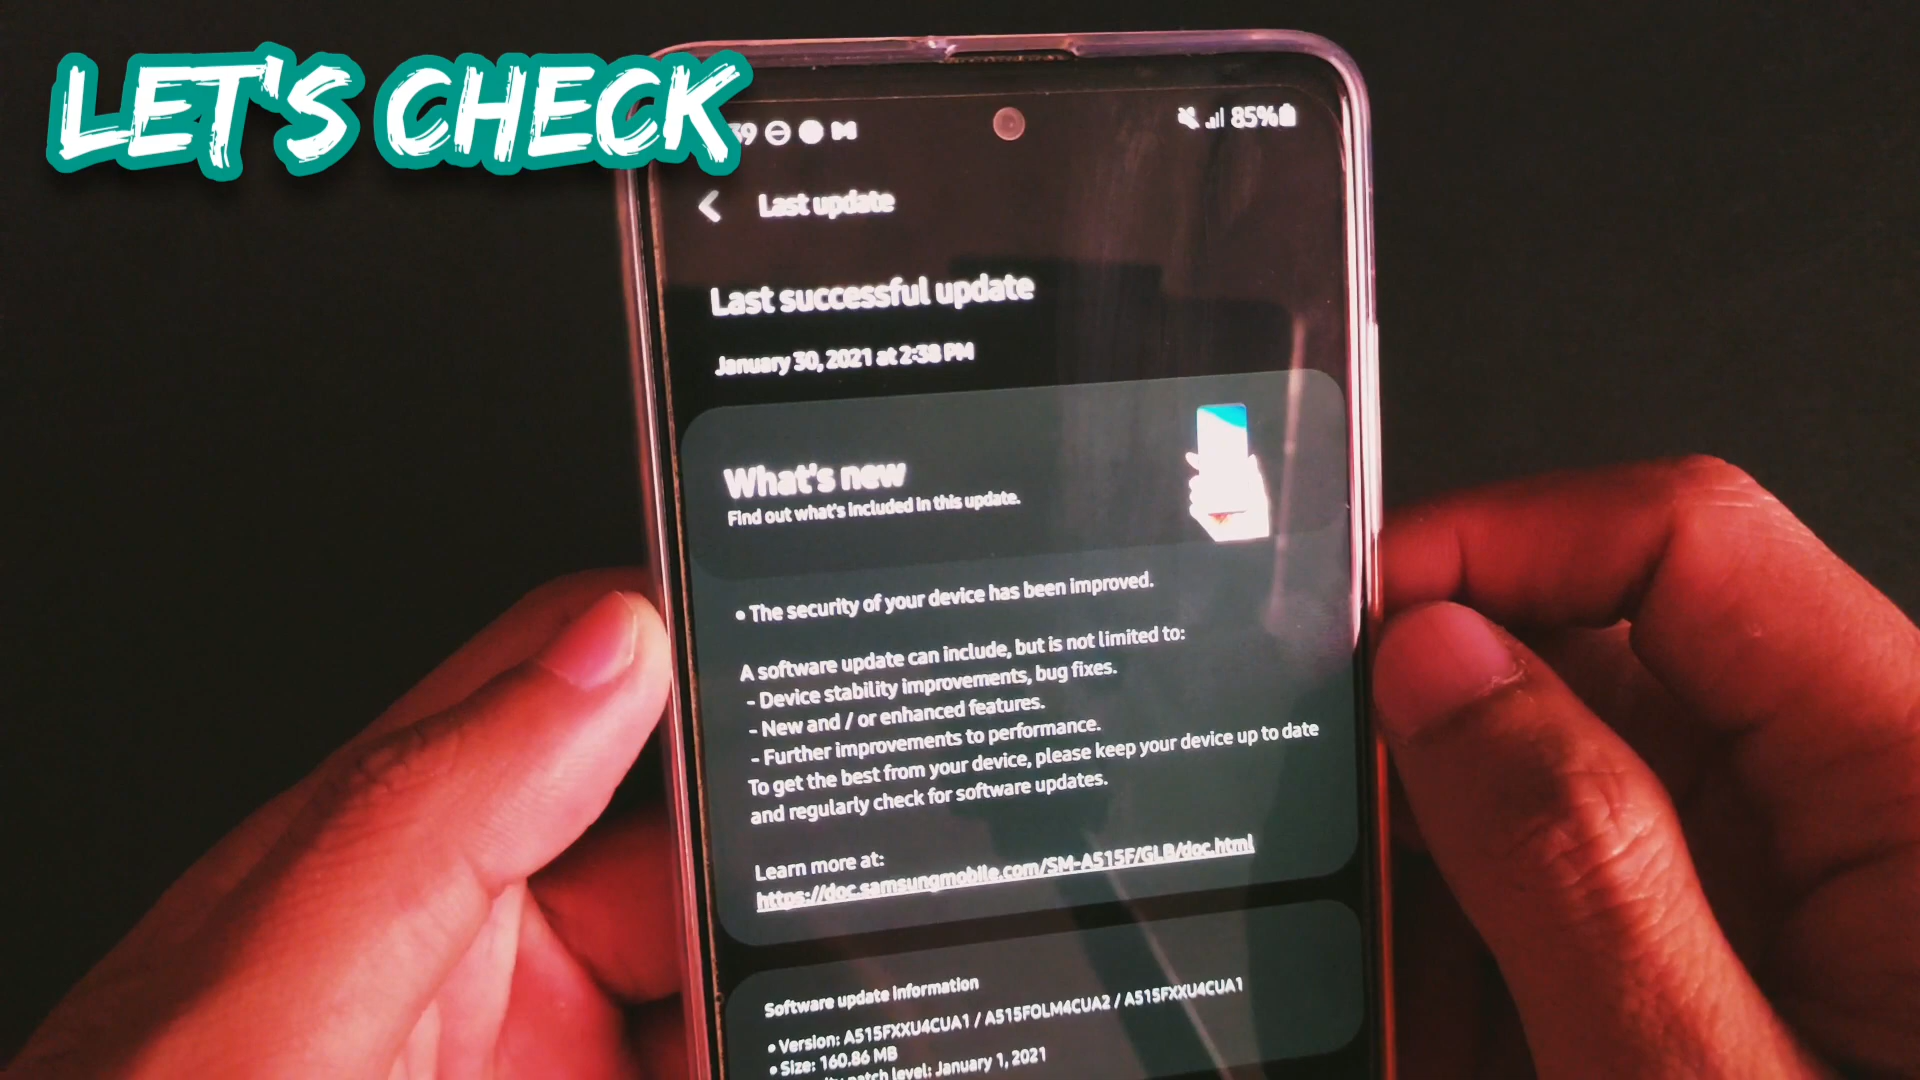 LET'S CHECK
39
85%
Last update
Last successful update
January 30, 2021 at 2:38 PM
What's new
Find out what's included in this update.
• The security of your device has been improved.
A software update can include, but is not limited to:
- Device stability improvements, bug fixes.
- New and / or enhanced features.
- Further improvements to performance.
To get the best from your device, please keep your device up to date
and regularly check for software updates.
Learn more at:
https://doc.samsungmobile.com/SM-A515F/GLB/doc.html
Software update information
• Version: A515FXXU4CUA1 / A515FOLM4CUA2 / A515FXXU4CUA1
• Size: 160.86 MB
patch level: January 1, 2021